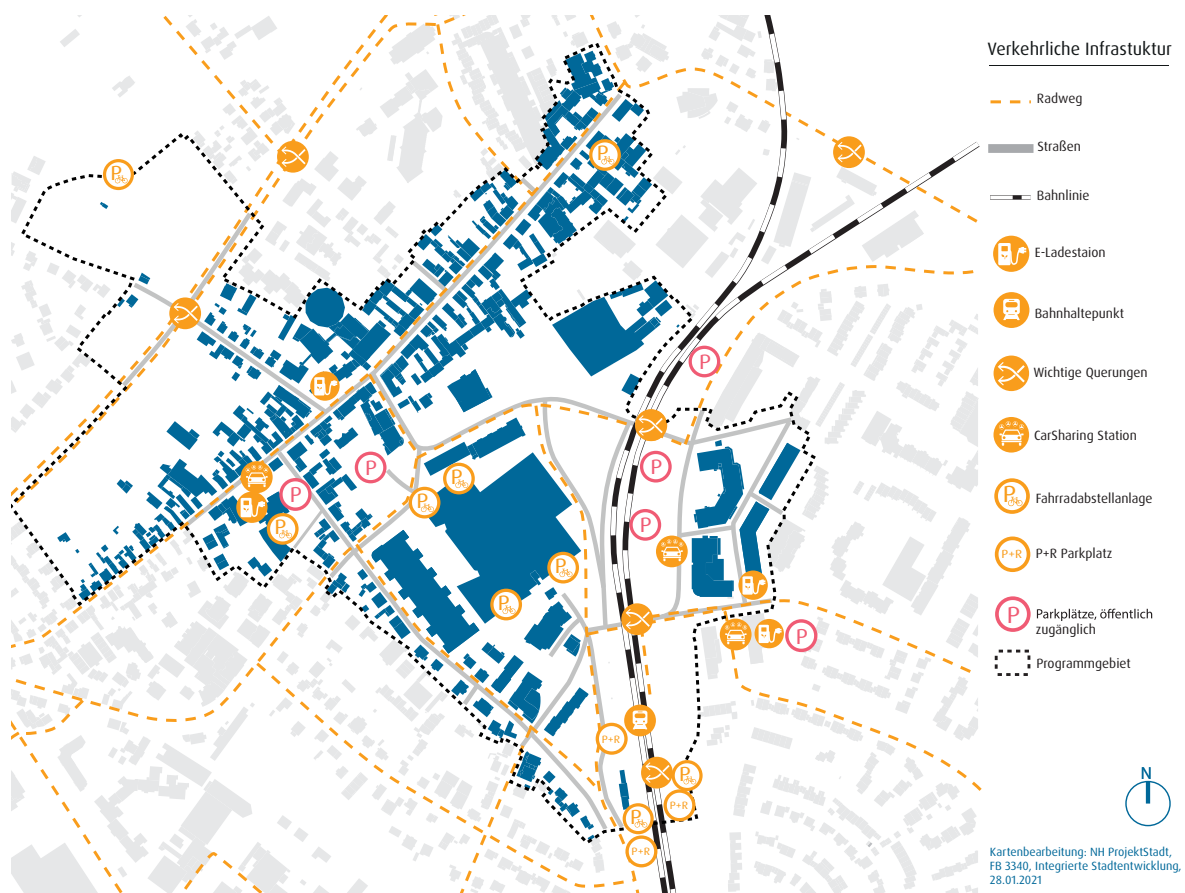 Verkehrliche Infrastuktur
Radweg
Straßen
Bahnlinie
E-Ladestaion
Bahnhaltepunkt
Wichtige Querungen
CarSharing Station
P
Fahrradabstellanlage
P+R
P+R Parkplatz
P
Parkplätze, öffentlich
zugänglich
Programmgebiet
N
Kartenbearbeitung: NH ProjektStadt,
FB 3340, Integrierte Stadtentwicklung,
28.01.2021
P
P
P
P
P
P
P
P
P
P
P
P
P
P
P+R
P
P+R
P
P+R